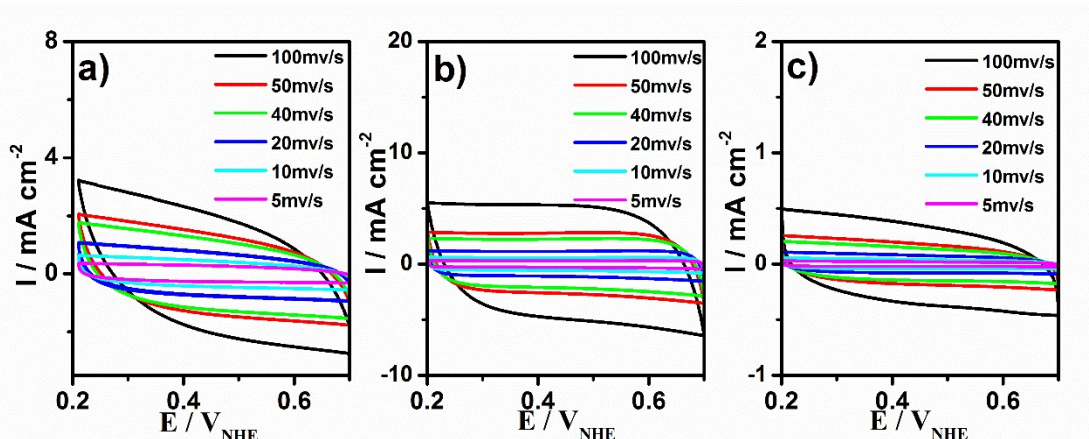 a)
8
4
0
I / mA cm-2
100mv/s
50mv/s
40mv/s
20mv/s
10mv/s
5mv/s
0.2
0.4
0.6
E / VNHE
b)
20
10
0
-10
I / mA cm-2
100mv/s
50mv/s
40mv/s
20mv/s
10mv/s
5mv/s
0.2
0.4
0.6
E / VNHE
c)
2
1
0
-1
I / mA cm-2
100mv/s
50mv/s
40mv/s
20mv/s
10mv/s
5mv/s
0.2
0.4
0.6
E / VNHE